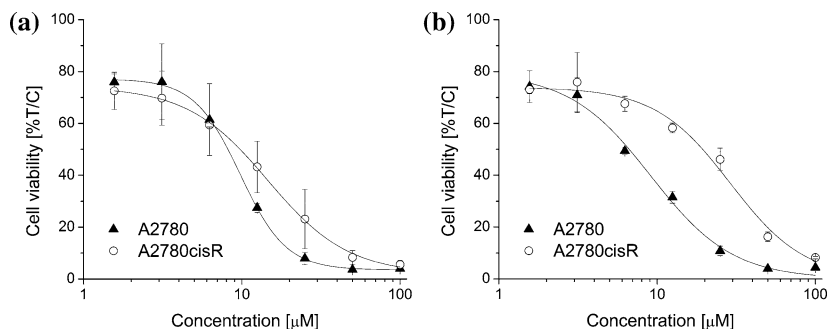 (a)
100
80
60
40
20
0
Cell viability [%T/C]
A2780
A2780cisR
1
10
100
Concentration [µM]
(b)
100
80
60
40
20
0
Cell viability [%T/C]
A2780
A2780cisR
1
10
100
Concentration [µM]